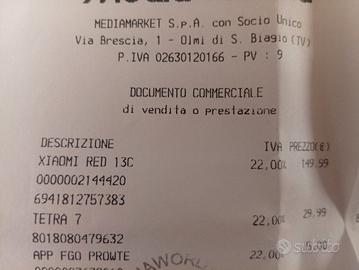 MEDIAMARKET S.p.A. con Socio Unico
Via Brescia, 1 - Olmi di S. Biagio (TV)
P.IVA 02630120166 - PV : 9
DOCUMENTO COMMERCIALE
di vendita o prestazione
DESCRIZIONE IVA PREZZO(€)
XIAOMI RED 13C 22,00% 149,99
0000002144420
6941812757383
TETRA 7 22,00% 29.99
8018080479632
APP FGO PROWTE 22,00%
subito